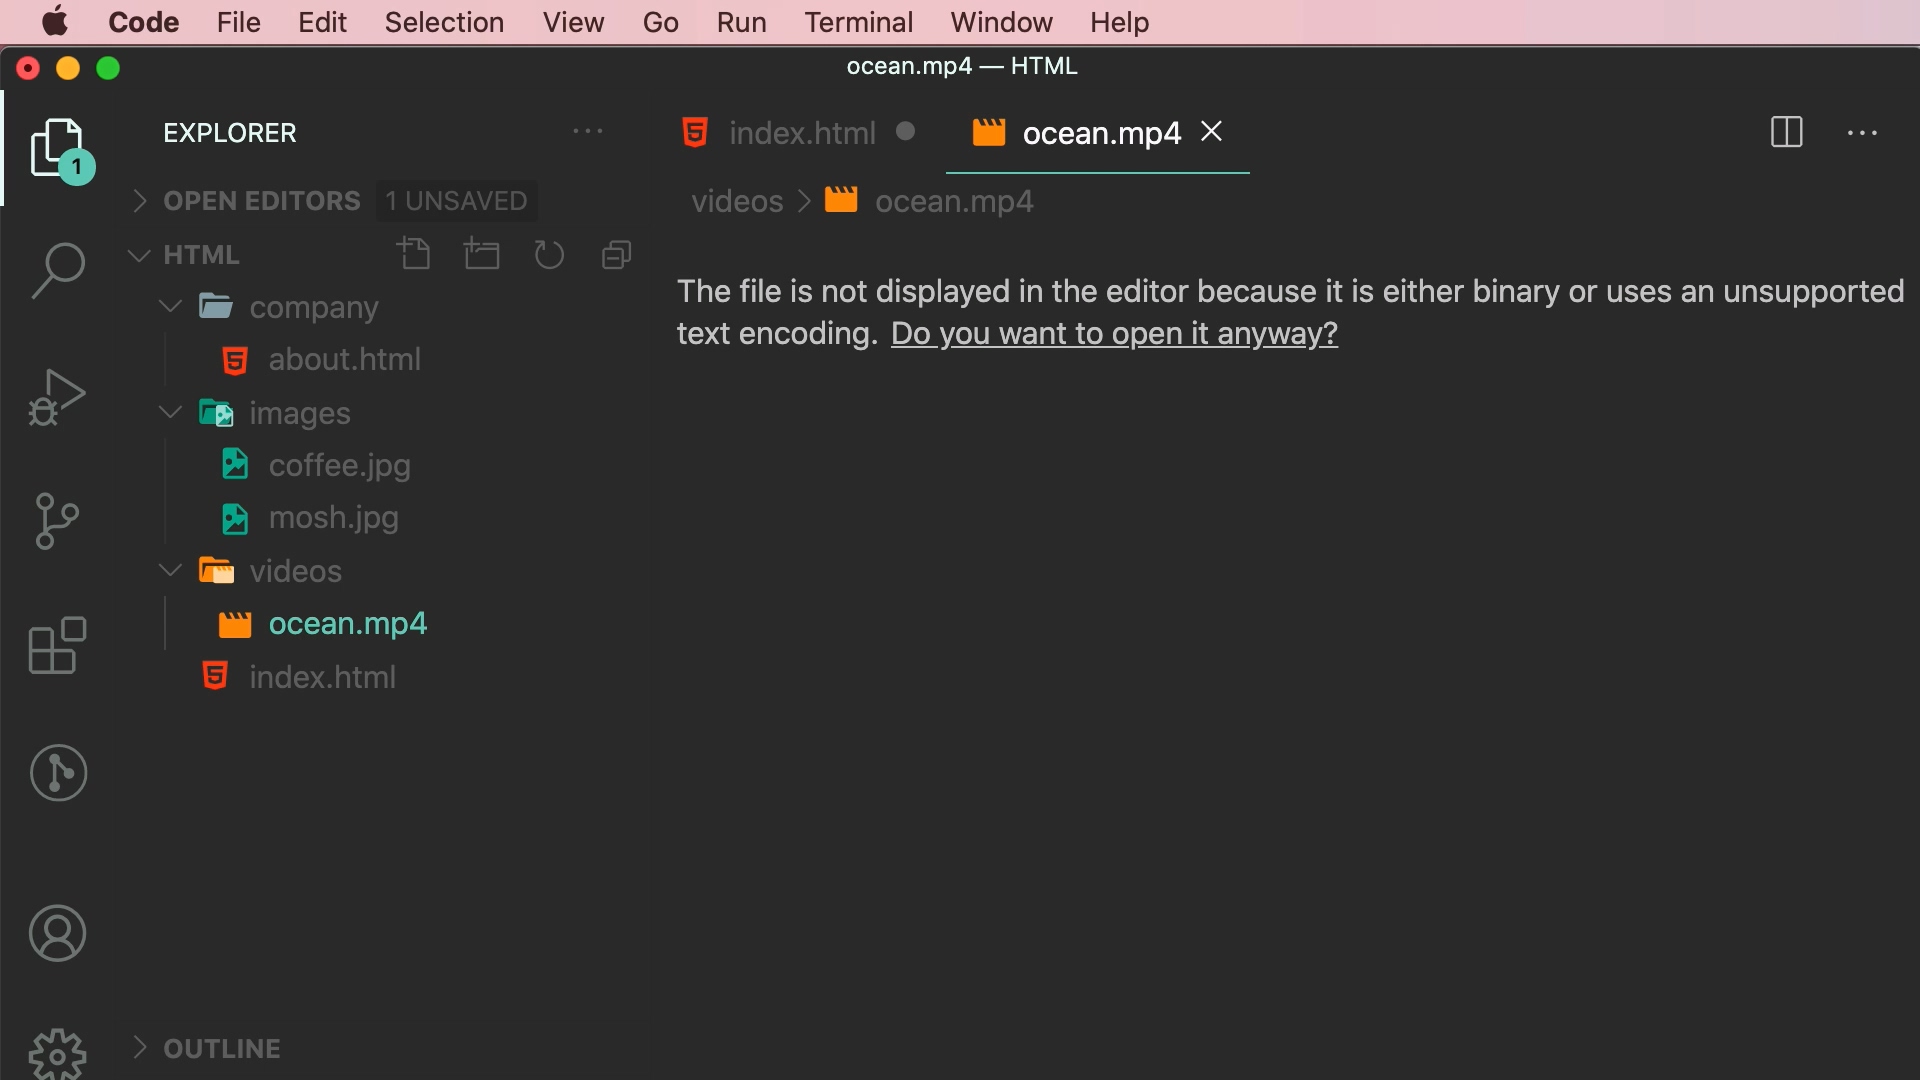 Code File Edit Selection View Go Run Terminal Window Help
ocean.mp4 — HTML
EXPLORER
index.html
ocean.mp4
1
OPEN EDITORS 1 UNSAVED
videos > ocean.mp4
HTML
The file is not displayed in the editor because it is either binary or uses an unsupported
text encoding. Do you want to open it anyway?
company
about.html
images
coffee.jpg
mosh.jpg
videos
ocean.mp4
index.html
OUTLINE